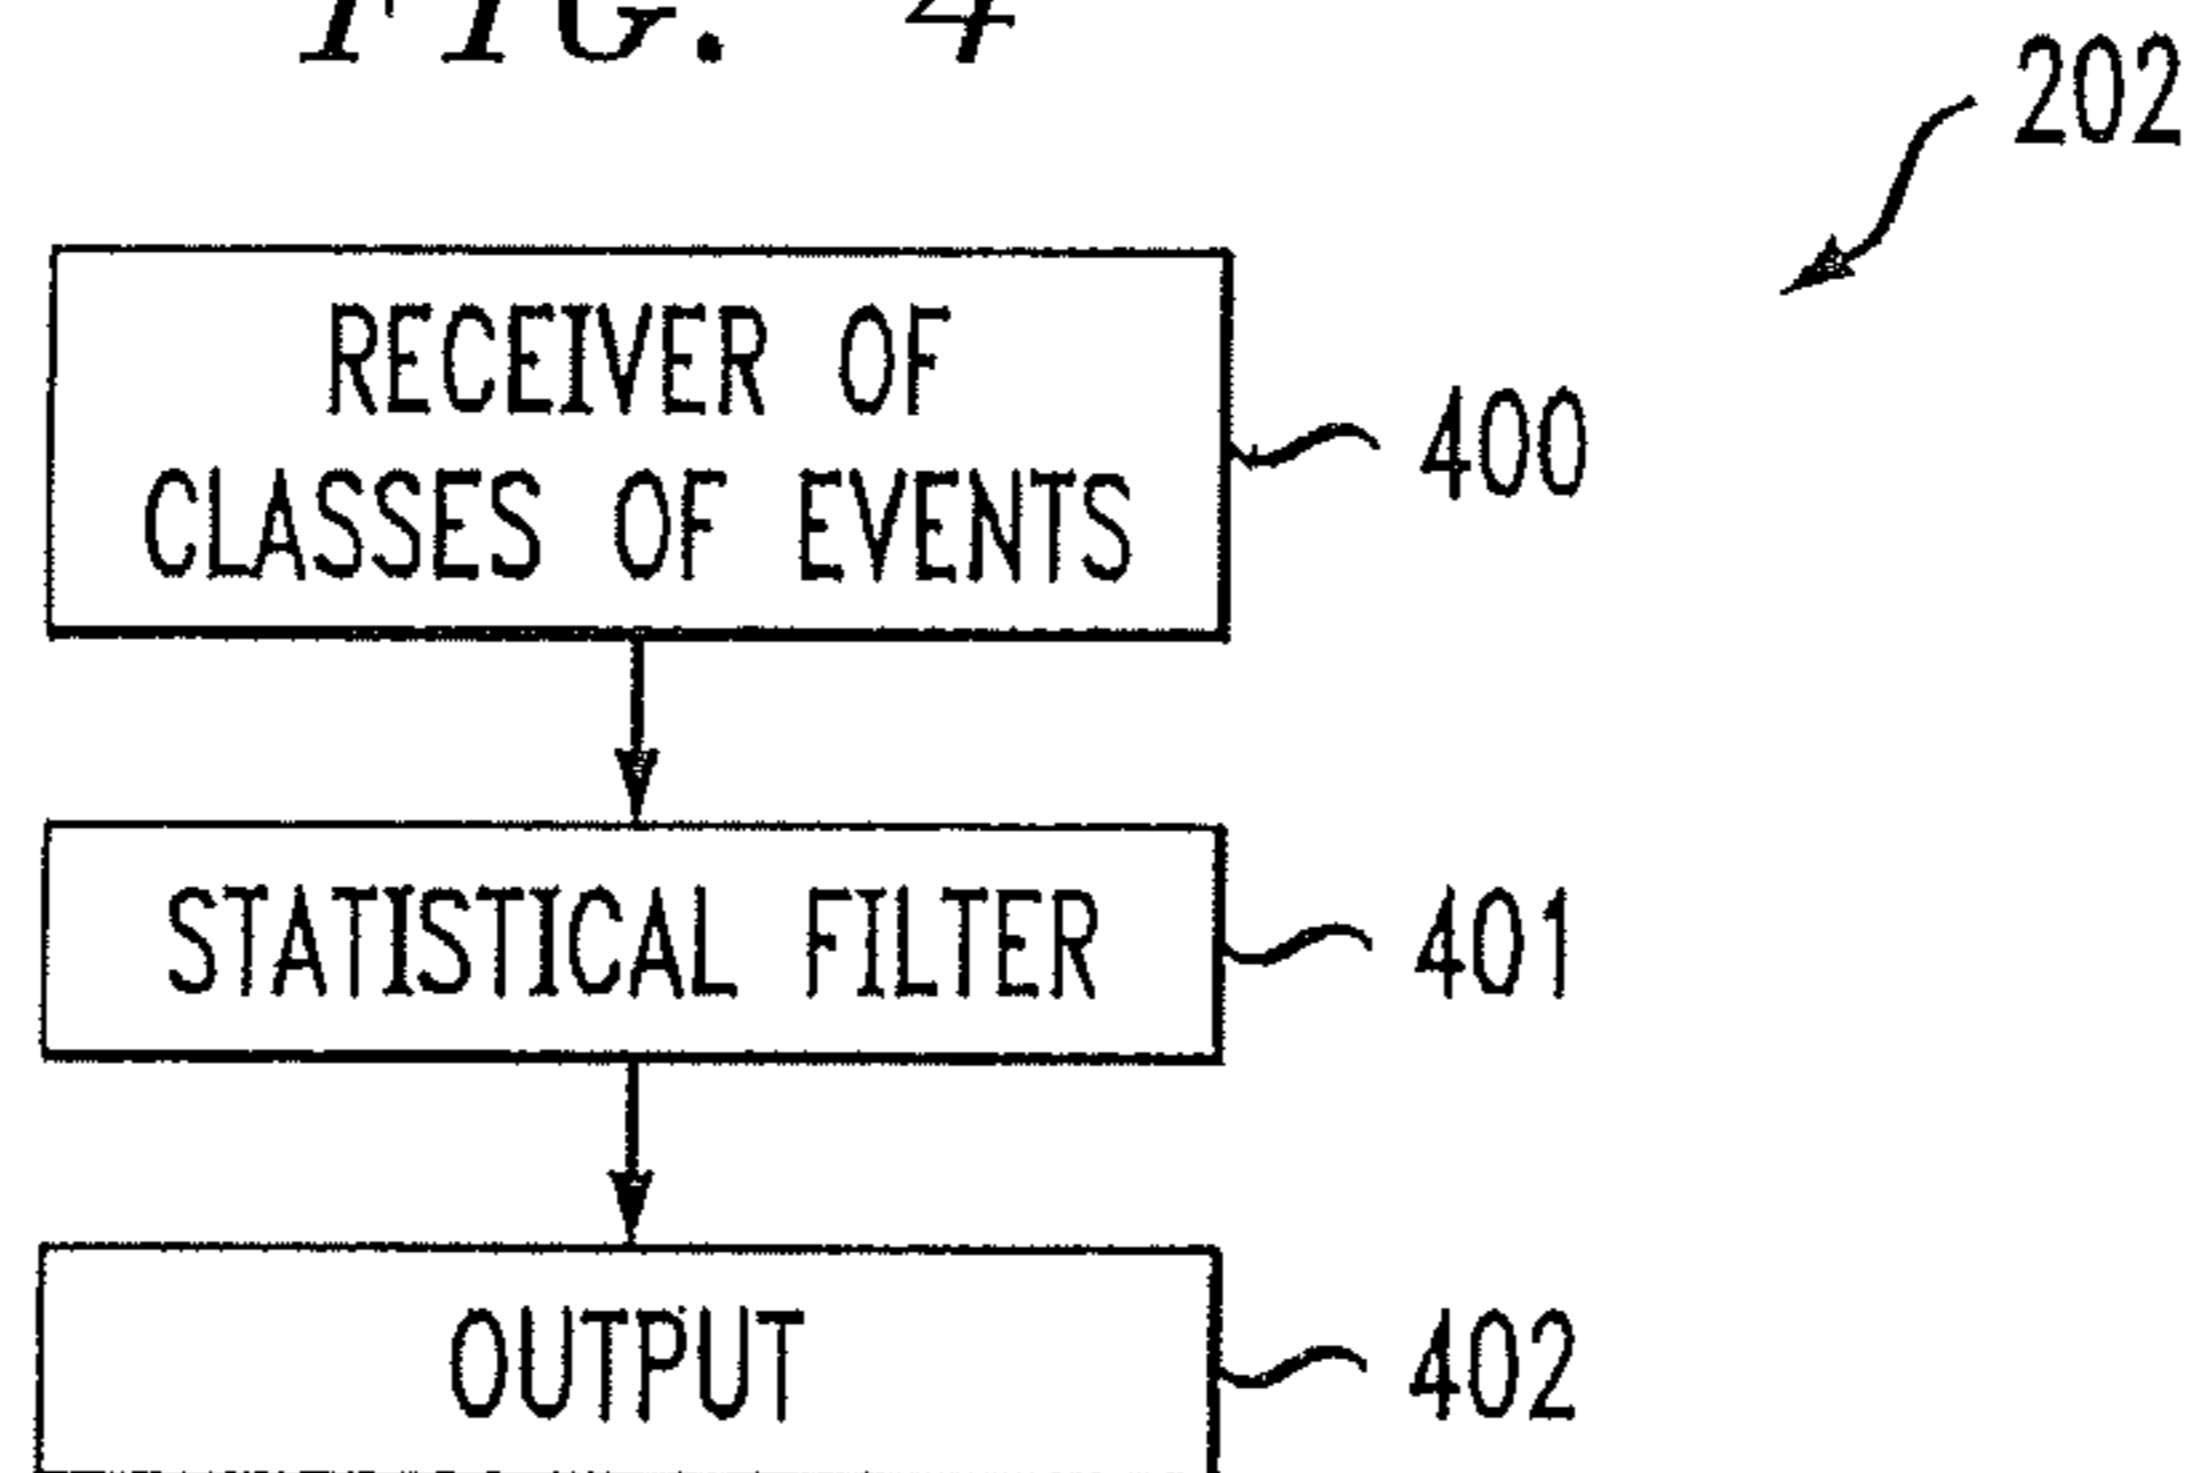 FIG. 4
202
RECEIVER OF
CLASSES OF EVENTS
400
STATISTICAL FILTER
401
OUTPUT
402